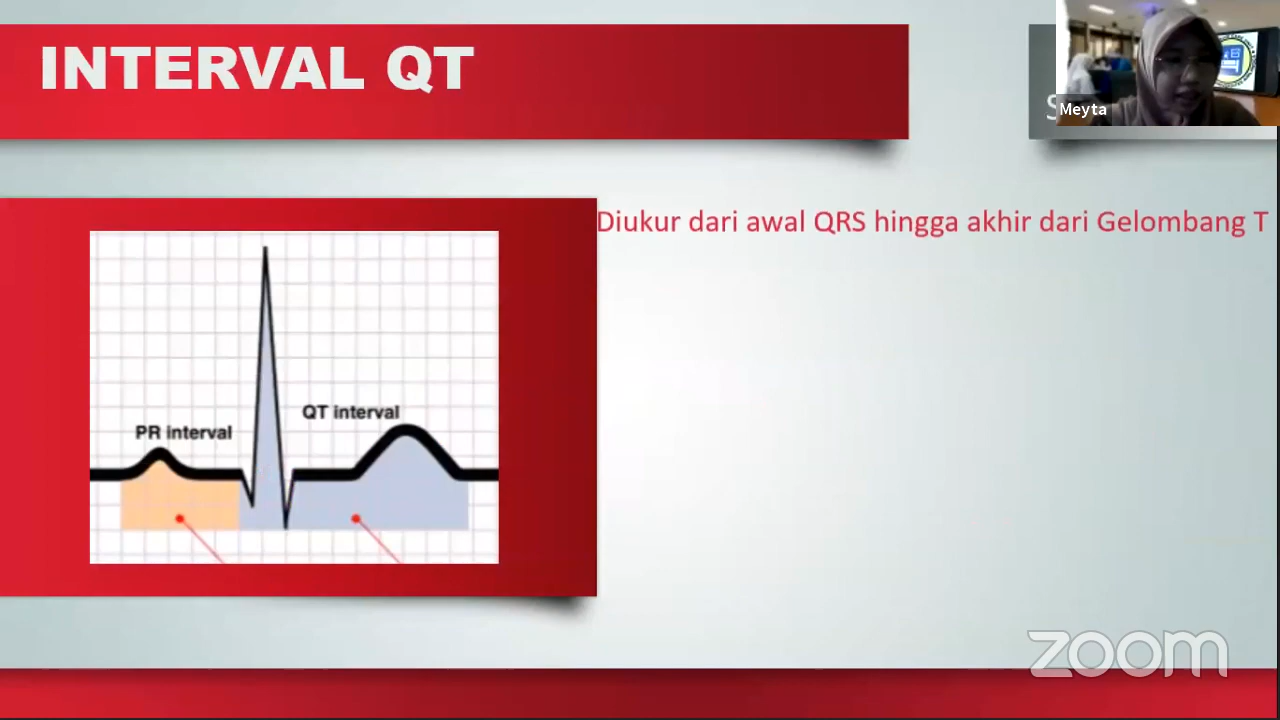 INTERVAL QT
S
Meyta
Diukur dari awal QRS hingga akhir dari Gelombang T
QT interval
PR interval
zoom